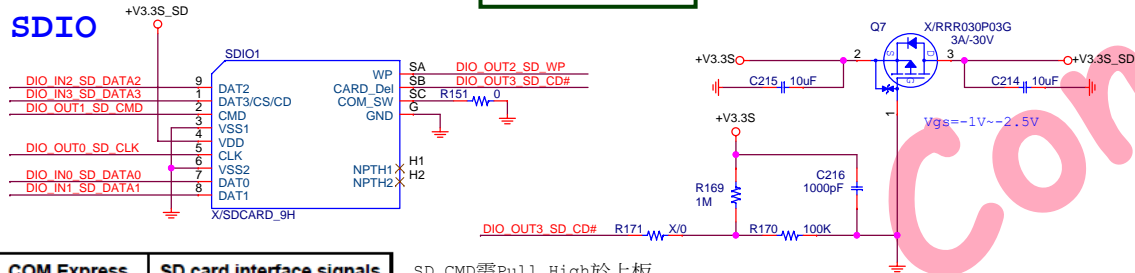 SDIO
+V3.3S_SD
SDIO1
DIO_IN2_SD_DATA2 9 DAT2
DIO_IN3_SD_DATA3 1 DAT3/CS/CD
DIO_OUT1_SD_CMD 2 CMD
3 VSS1
4 VDD
DIO_OUT0_SD_CLK 5 CLK
6 VSS2
DIO_IN0_SD_DATA0 7 DAT0
DIO_IN1_SD_DATA1 8 DAT1
WP SA DIO_OUT2_SD_WP
CARD_Del SB DIO_OUT3_SD_CD#
COM_SW SC R151 0
GND G
NPTH1 H1
NPTH2 H2
X/SDCARD_9H
Q7 X/RRR030P03G
3A/-30V
+V3.3S 2 S D 3 +V3.3S_SD
G
C215 10uF
C214 10uF
1
Vgs=-1V~-2.5V
+V3.3S
R169
1M
C216
1000pF
DIO_OUT3_SD_CD# R171 X/0 R170 100K
COM Express SD card interface signals
SD_CMD需Pull High於上板
Con